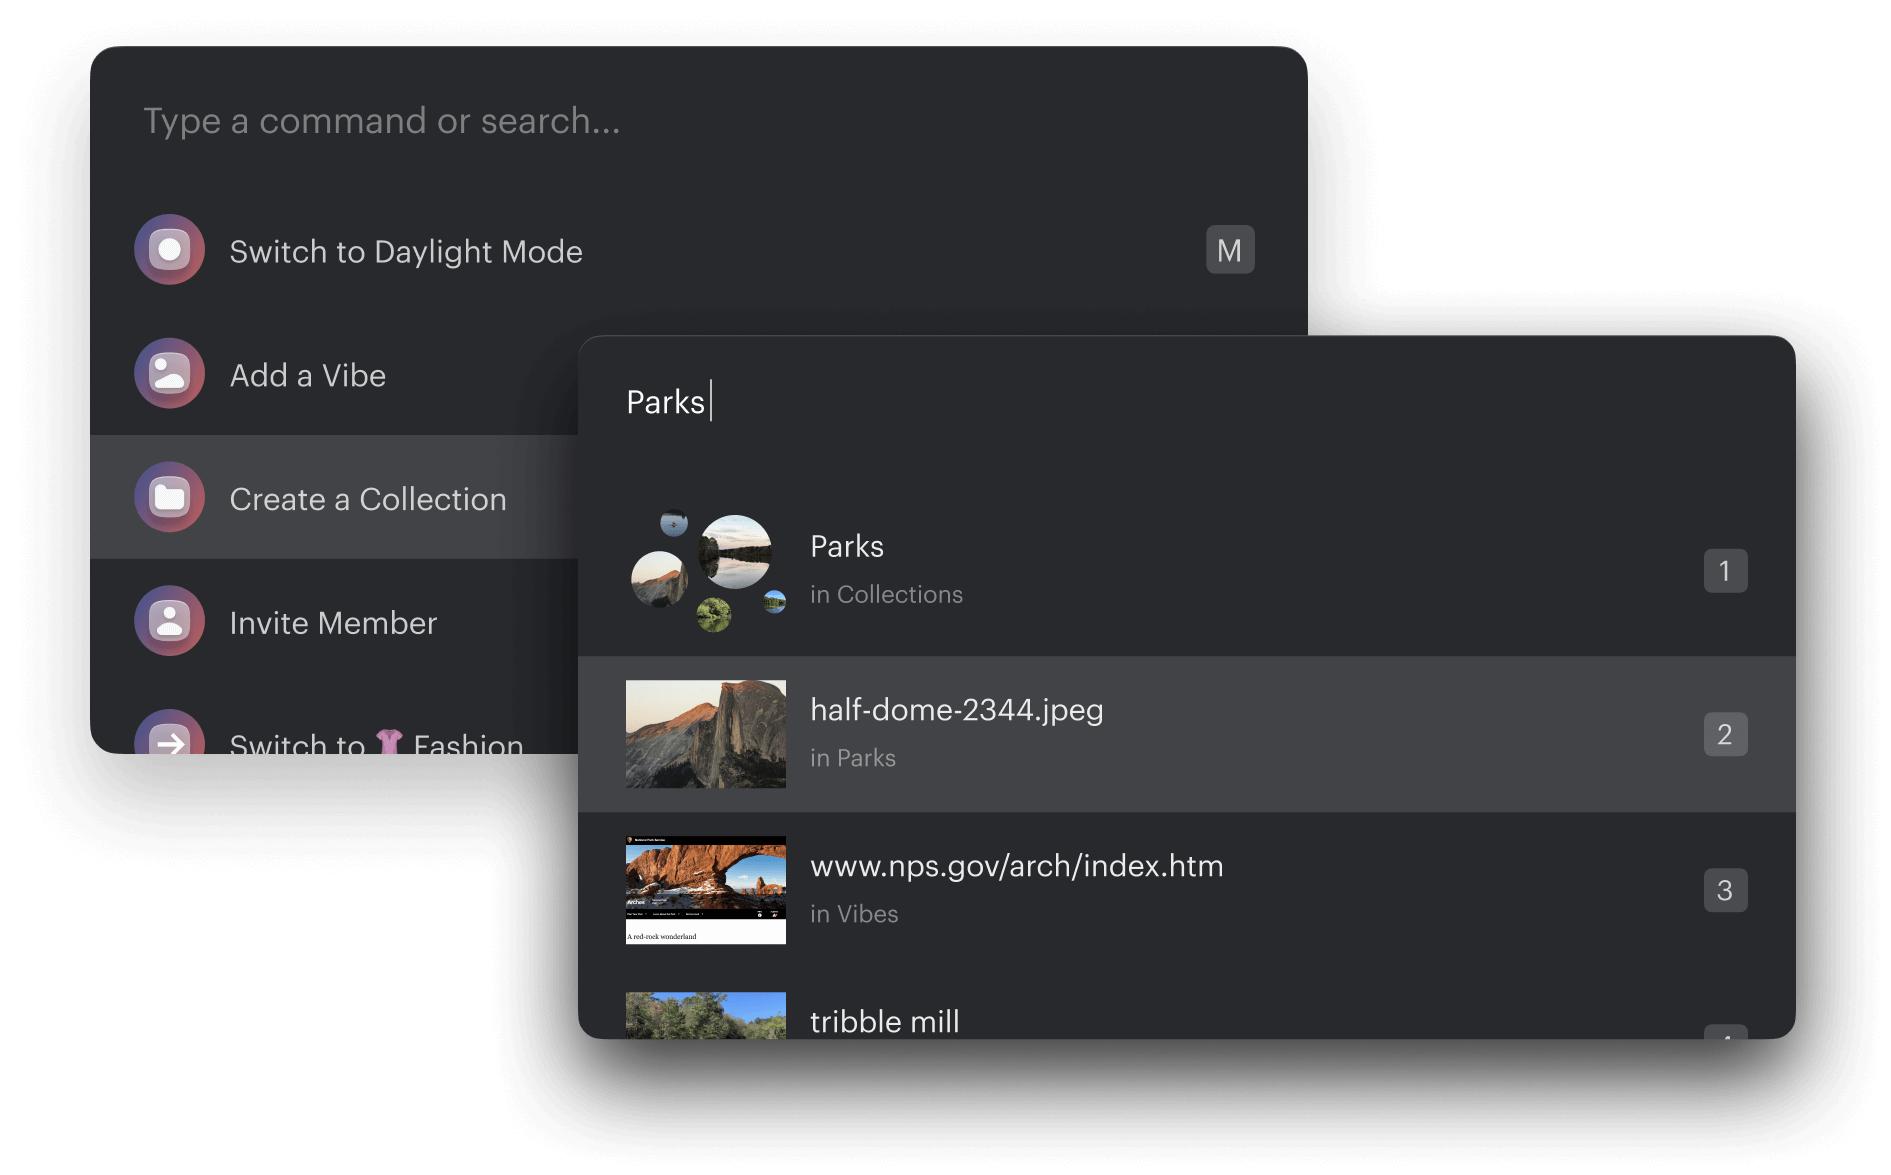 Type a command or search...
Switch to Daylight Mode M
Add a Vibe
Create a Collection
Invite Member
Switch to 👚 Fashion
Parks
Parks
in Collections
1
half-dome-2344.jpeg
in Parks
2
www.nps.gov/arch/index.htm
in Vibes
3
Arches
A red-rock wonderland
tribble mill